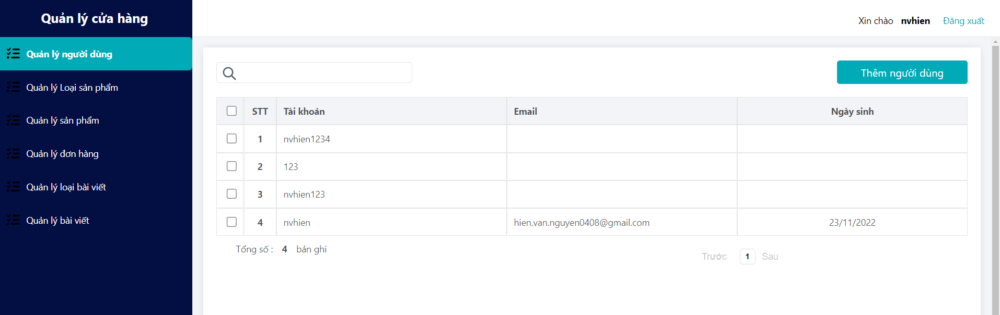 Quản lý cửa hàng
Xin chào nvhien Đăng xuất
Quản lý người dùng
Quản lý Loại sản phẩm
Quản lý sản phẩm
Quản lý đơn hàng
Quản lý loại bài viết
Quản lý bài viết
Thêm người dùng
STT Tài khoản Email Ngày sinh
1 nvhien1234
2 123
3 nvhien123
4 nvhien hien.van.nguyen0408@gmail.com 23/11/2022
Tổng số : 4 bản ghi
Trước 1 Sau